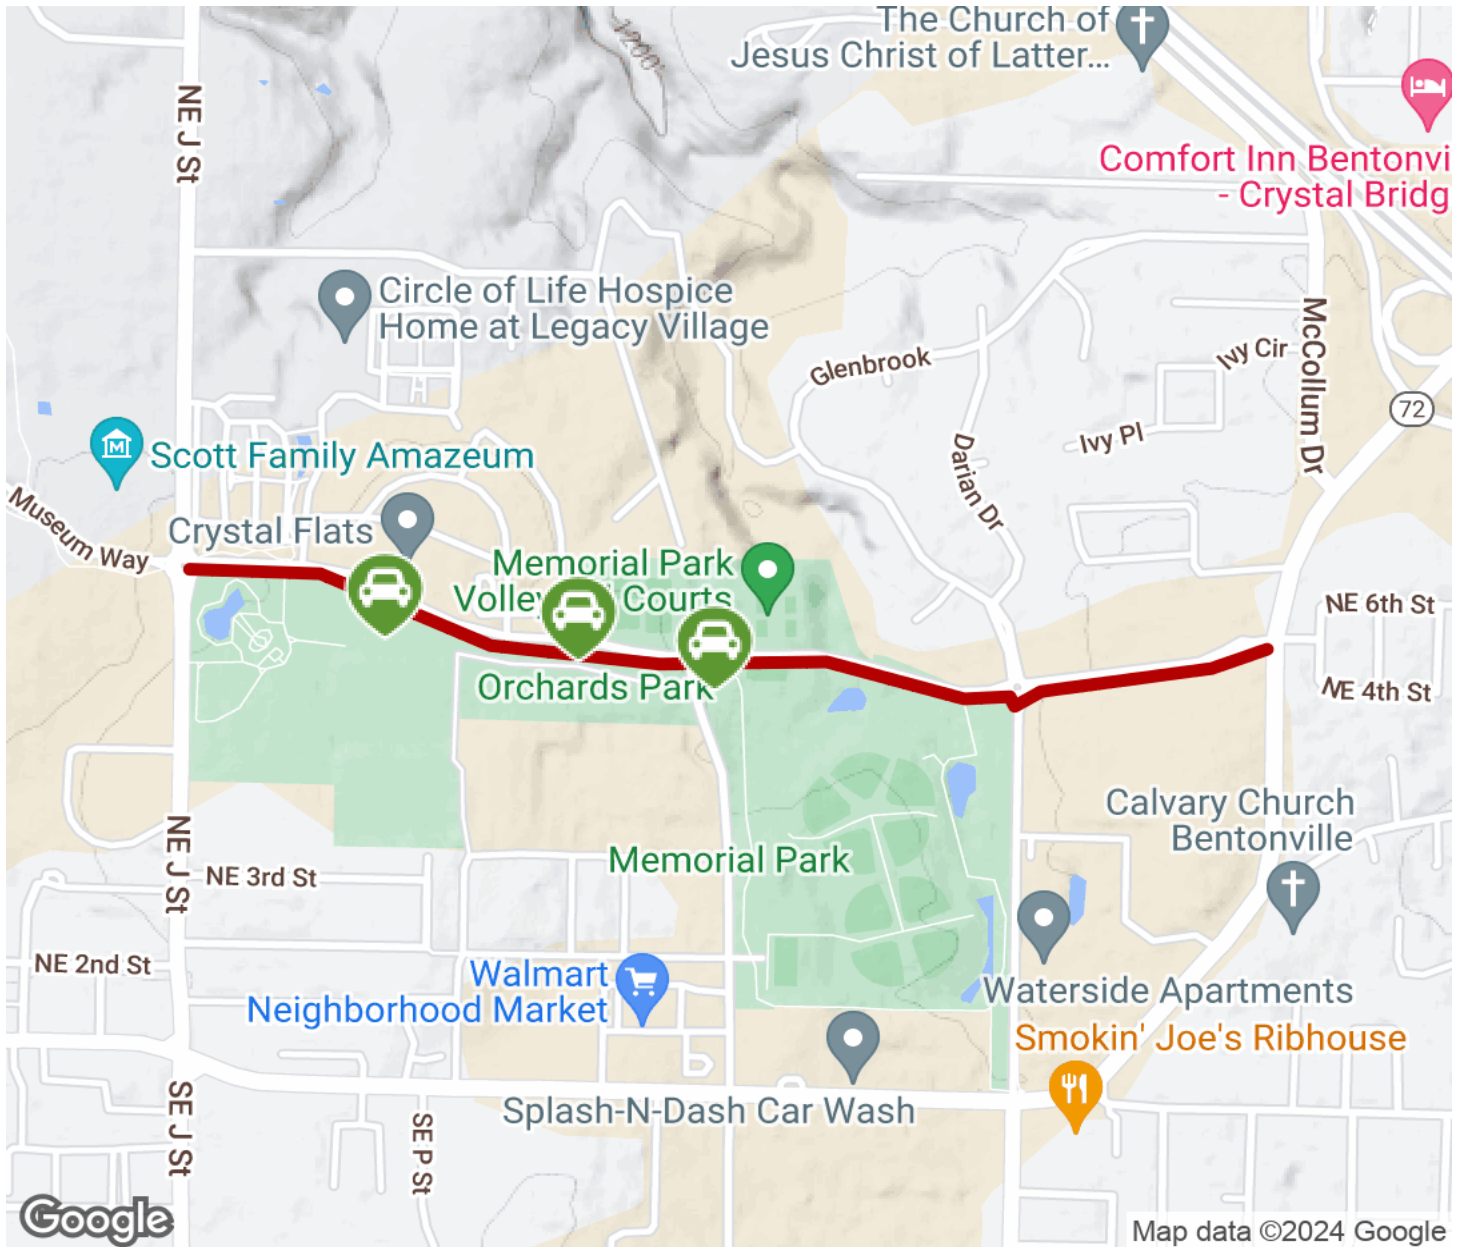 The Church of
Jesus Christ of Latter...
1200'
NE J St
Comfort Inn Bentonvi
- Crystal Bridg
Circle of Life Hospice
Home at Legacy Village
McCollum Dr
Glenbrook
Ivy Cir
72
Ivy Pl
Darian Dr
Scott Family Amazeum
M
Museum Way
Crystal Flats
Memorial Park
Courts
NE 6th St
Orchards Park
NE 4th St
Calvary Church
Bentonville
NE J St
Memorial Park
NE 3rd St
NE 2nd St
Walmart
Neighborhood Market
Waterside Apartments
Smokin' Joe's Ribhouse
SE J St
Splash-N-Dash Car Wash
SE P St
Google
Map data ©2024 Google